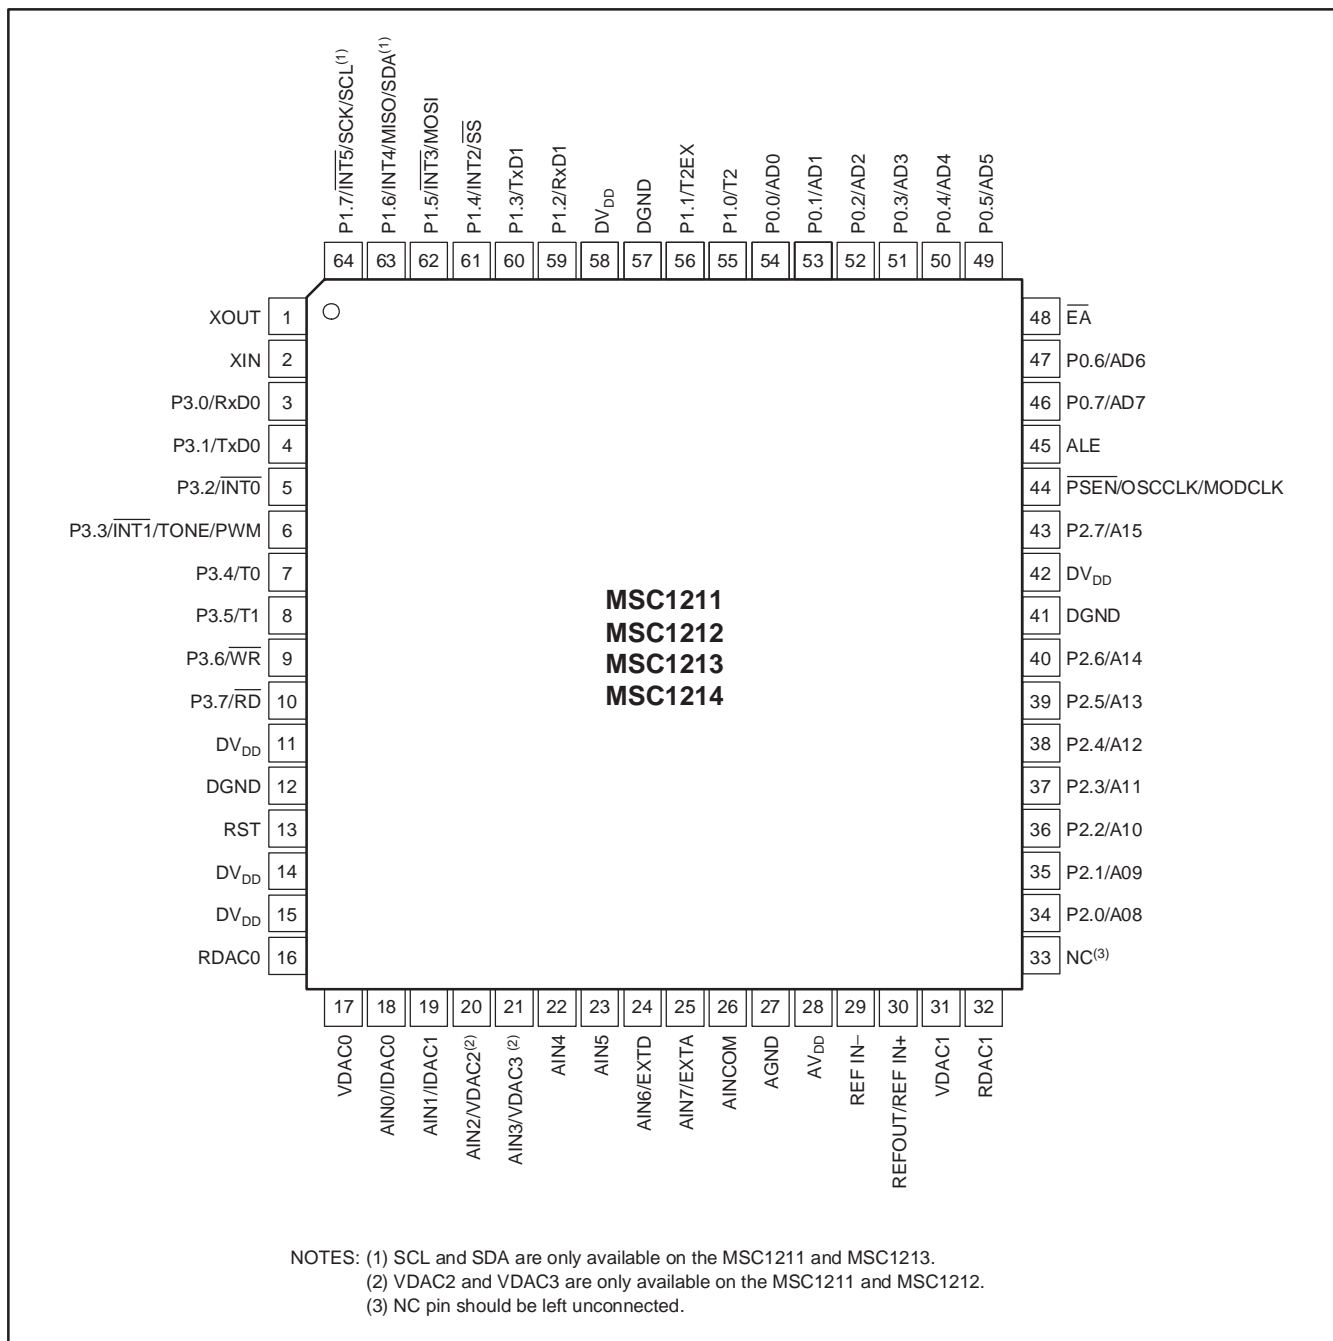 P1.7/INT5/SCK/SCL(1)
P1.6/INT4/MISO/SDA(1)
P1.5/INT3/MOSI
P1.4/INT2/SS
P1.3/TxD1
P1.2/RxD1
DVDD
DGND
P1.1/T2EX
P1.0/T2
P0.0/AD0
P0.1/AD1
P0.2/AD2
P0.3/AD3
P0.4/AD4
P0.5/AD5
64 63 62 61 60 59 58 57 56 55 54 53 52 51 50 49
XOUT 1
XIN 2
P3.0/RxD0 3
P3.1/TxD0 4
P3.2/INT0 5
P3.3/INT1/TONE/PWM 6
P3.4/T0 7
P3.5/T1 8
P3.6/WR 9
P3.7/RD 10
DVDD 11
DGND 12
RST 13
DVDD 14
DVDD 15
RDAC0 16
MSC1211
MSC1212
MSC1213
MSC1214
48 EA
47 P0.6/AD6
46 P0.7/AD7
45 ALE
44 PSEN/OSCCLK/MODCLK
43 P2.7/A15
42 DVDD
41 DGND
40 P2.6/A14
39 P2.5/A13
38 P2.4/A12
37 P2.3/A11
36 P2.2/A10
35 P2.1/A09
34 P2.0/A08
33 NC(3)
17 18 19 20 21 22 23 24 25 26 27 28 29 30 31 32
VDAC0
AIN0/IDAC0
AIN1/IDAC1
AIN2/VDAC2(2)
AIN3/VDAC3 (2)
AIN4
AIN5
AIN6/EXTD
AIN7/EXTA
AINCOM
AGND
AVDD
REF IN–
REFOUT/REF IN+
VDAC1
RDAC1
NOTES: (1) SCL and SDA are only available on the MSC1211 and MSC1213.
(2) VDAC2 and VDAC3 are only available on the MSC1211 and MSC1212.
(3) NC pin should be left unconnected.